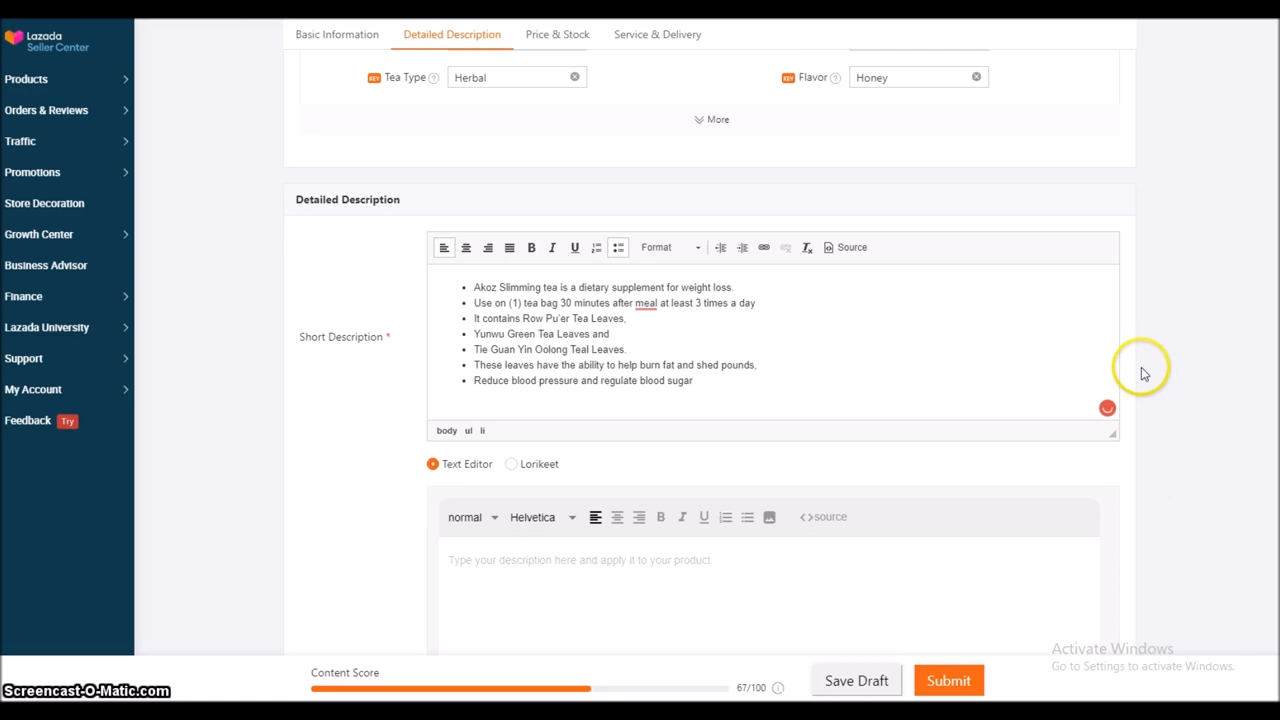 Lazada
Seller Center
Basic Information
Detailed Description
Price & Stock
Service & Delivery
Products
Orders & Reviews
Traffic
Promotions
Store Decoration
Growth Center
Business Advisor
Finance
Lazada University
Support
My Account
Feedback Try
KEY Tea Type ? Herbal
KEY Flavor ? Honey
More
Detailed Description
Format
Source
Short Description *
• Akoz Slimming tea is a dietary supplement for weight loss.
• Use on (1) tea bag 30 minutes after meal at least 3 times a day
• It contains Row Pu'er Tea Leaves,
• Yunwu Green Tea Leaves and
• Tie Guan Yin Oolong Teal Leaves.
• These leaves have the ability to help burn fat and shed pounds,
• Reduce blood pressure and regulate blood sugar
body ul li
Text Editor Lorikeet
normal Helvetica B I U <>source
Type your description here and apply it to your product.
Activate Windows
Go to Settings to activate Windows.
Content Score
67/100
Save Draft
Submit
Screencast-O-Matic.com